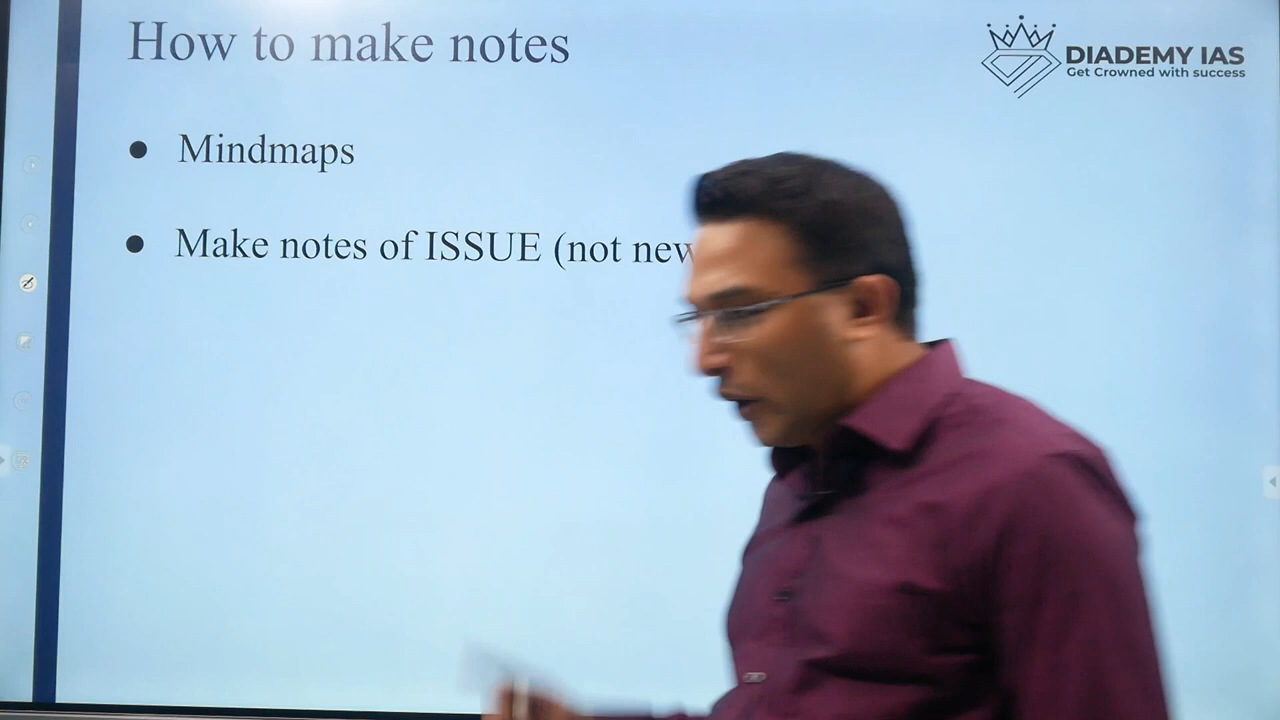 How to make notes
DIADEMY IAS
Get Crowned with success
● Mindmaps
● Make notes of ISSUE (not new